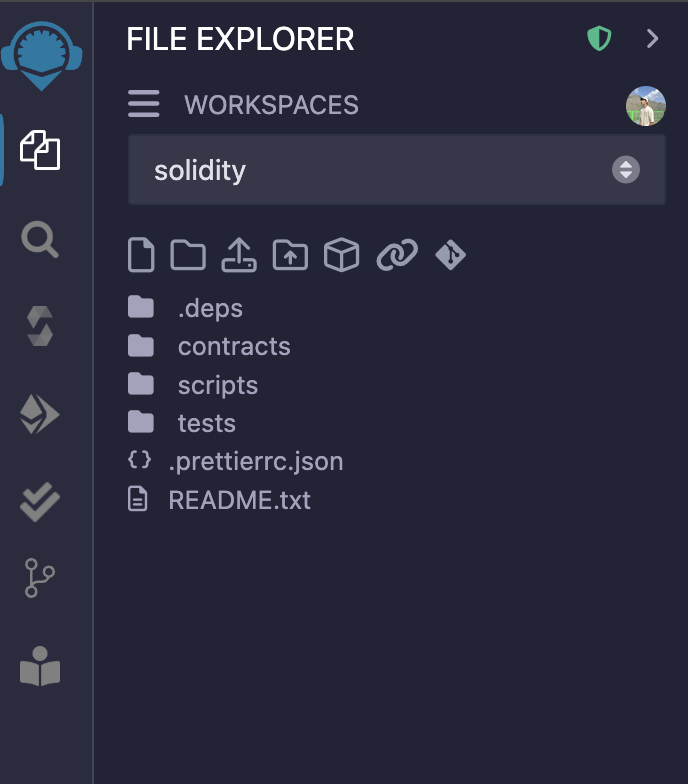 FILE EXPLORER
WORKSPACES
solidity
.deps
contracts
scripts
tests
.prettierrc.json
README.txt